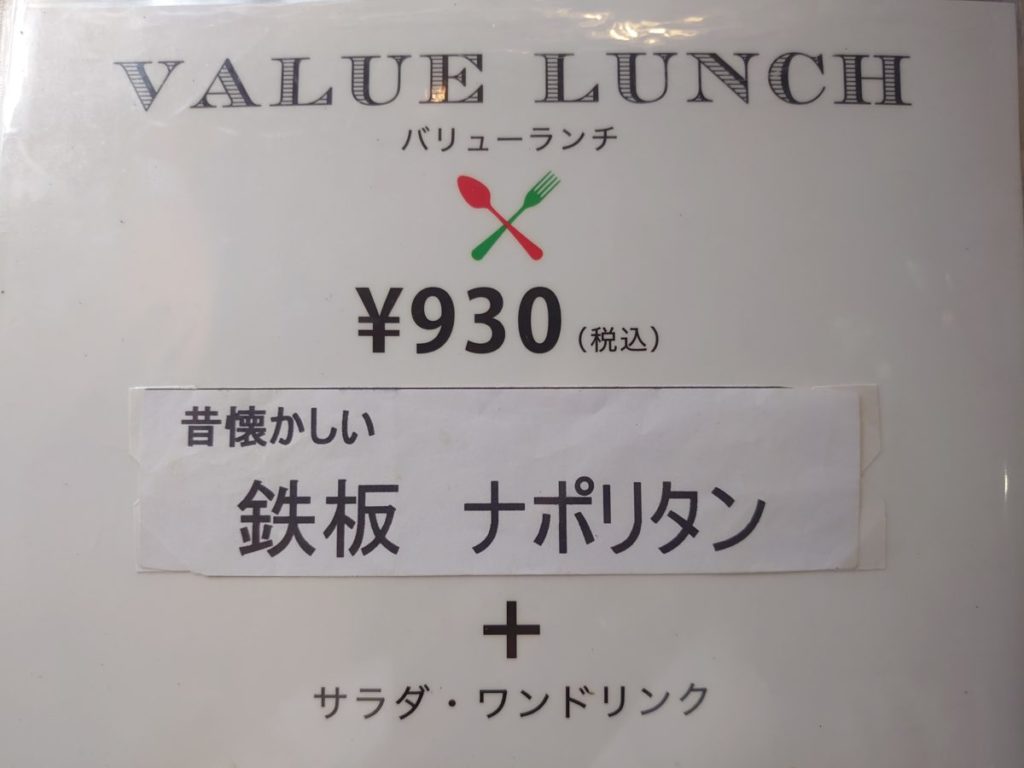 VALUE LUNCH
バリューランチ
¥930(税込)
昔懐かしい
鉄板 ナポリタン
+
サラダ・ワンドリンク